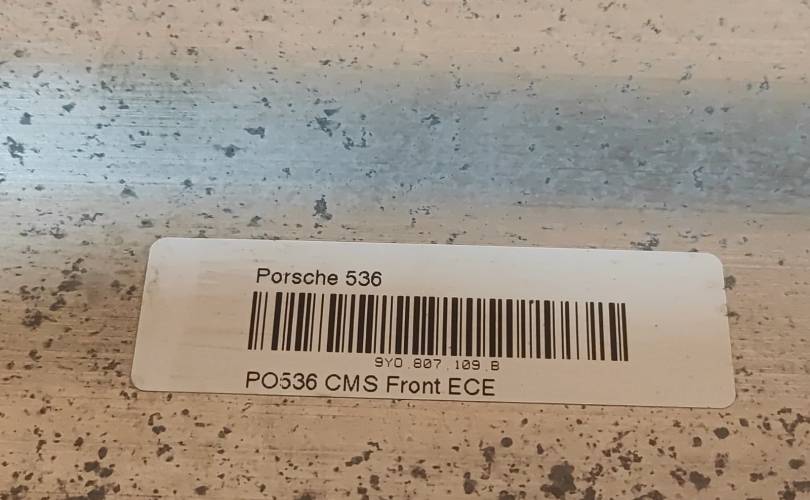 Porsche 536
9Y0.807.109.B
PO536 CMS Front ECE